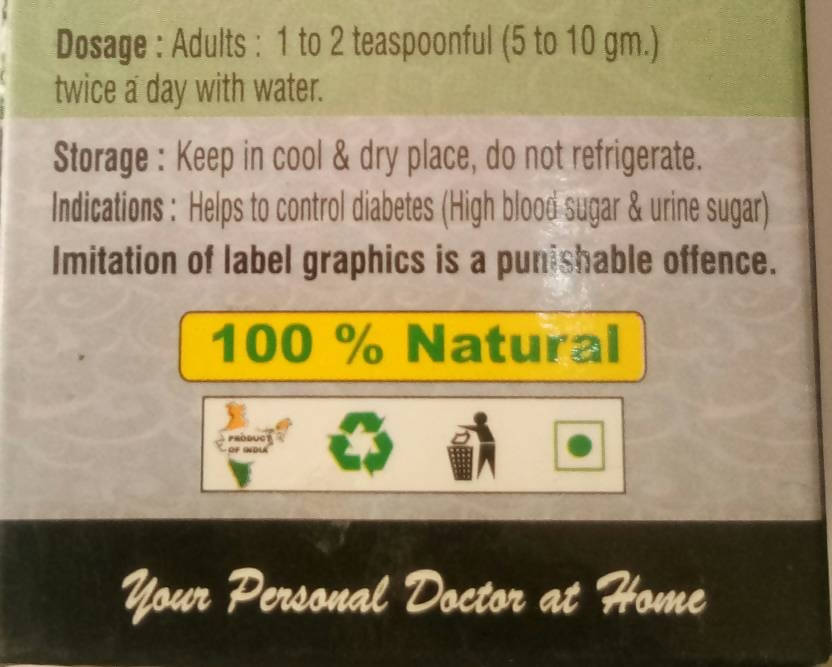 Dosage : Adults : 1 to 2 teaspoonful (5 to 10 gm.)
twice a day with water.
Storage : Keep in cool & dry place, do not refrigerate.
Indications : Helps to control diabetes (High blood sugar & urine sugar)
Imitation of label graphics is a punishable offence.
100 % Natural
PRODUCT
OF INDIA
Your Personal Doctor at Home